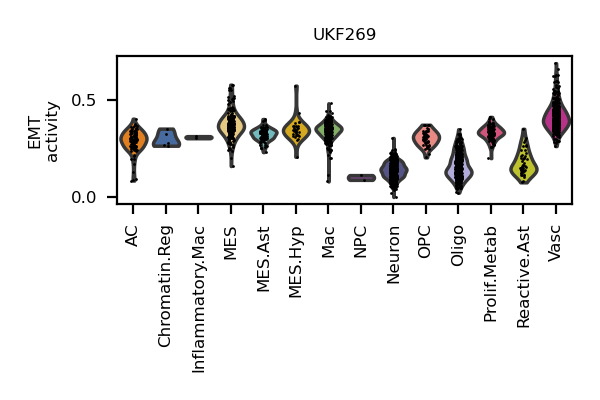 UKF269
EMT
activity
0.5
0.0
AC
Chromatin.Reg
Inflammatory.Mac
MES
MES.Ast
MES.Hyp
Mac
NPC
Neuron
OPC
Oligo
Prolif.Metab
Reactive.Ast
Vasc